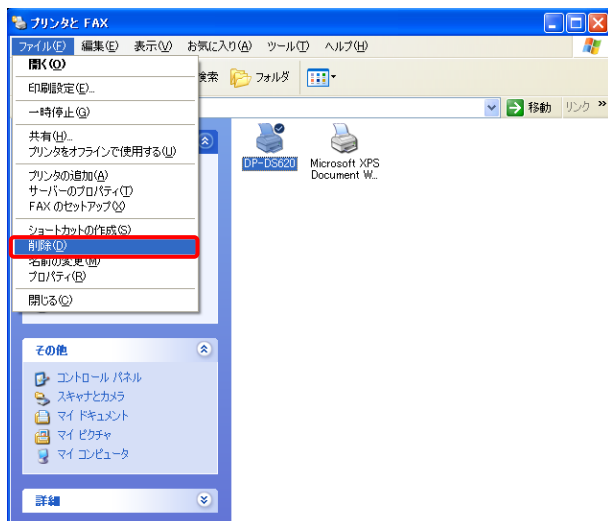 プリンタと FAX
ファイル(F) 編集(E) 表示(V) お気に入り(A) ツール(T) ヘルプ(H)
開く(O)
検索 フォルダ
印刷設定(E)...
一時停止(G)
移動 リンク »
共有(H)...
プリンタをオフラインで使用する(U)
プリンタの追加(A)
サーバーのプロパティ(T)
FAX のセットアップ(X)
ショートカットの作成(S)
削除(D)
名前の変更(M)
プロパティ(R)
閉じる(C)
DP-DS620
Microsoft XPS
Document W...
その他
コントロール パネル
スキャナとカメラ
マイ ドキュメント
マイ ピクチャ
マイ コンピュータ
詳細